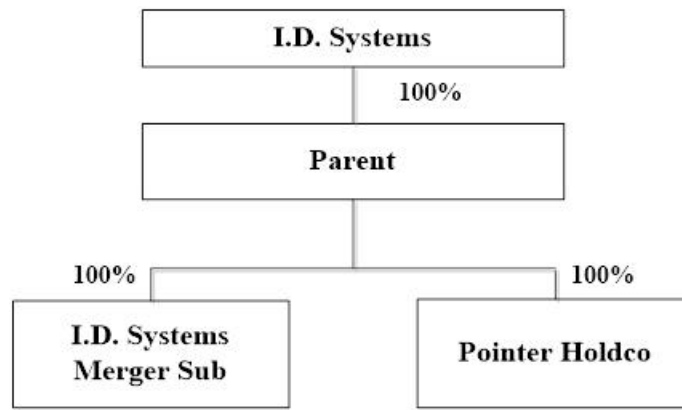 I.D. Systems
100%
Parent
100%
100%
I.D. Systems
Merger Sub
Pointer Holdco